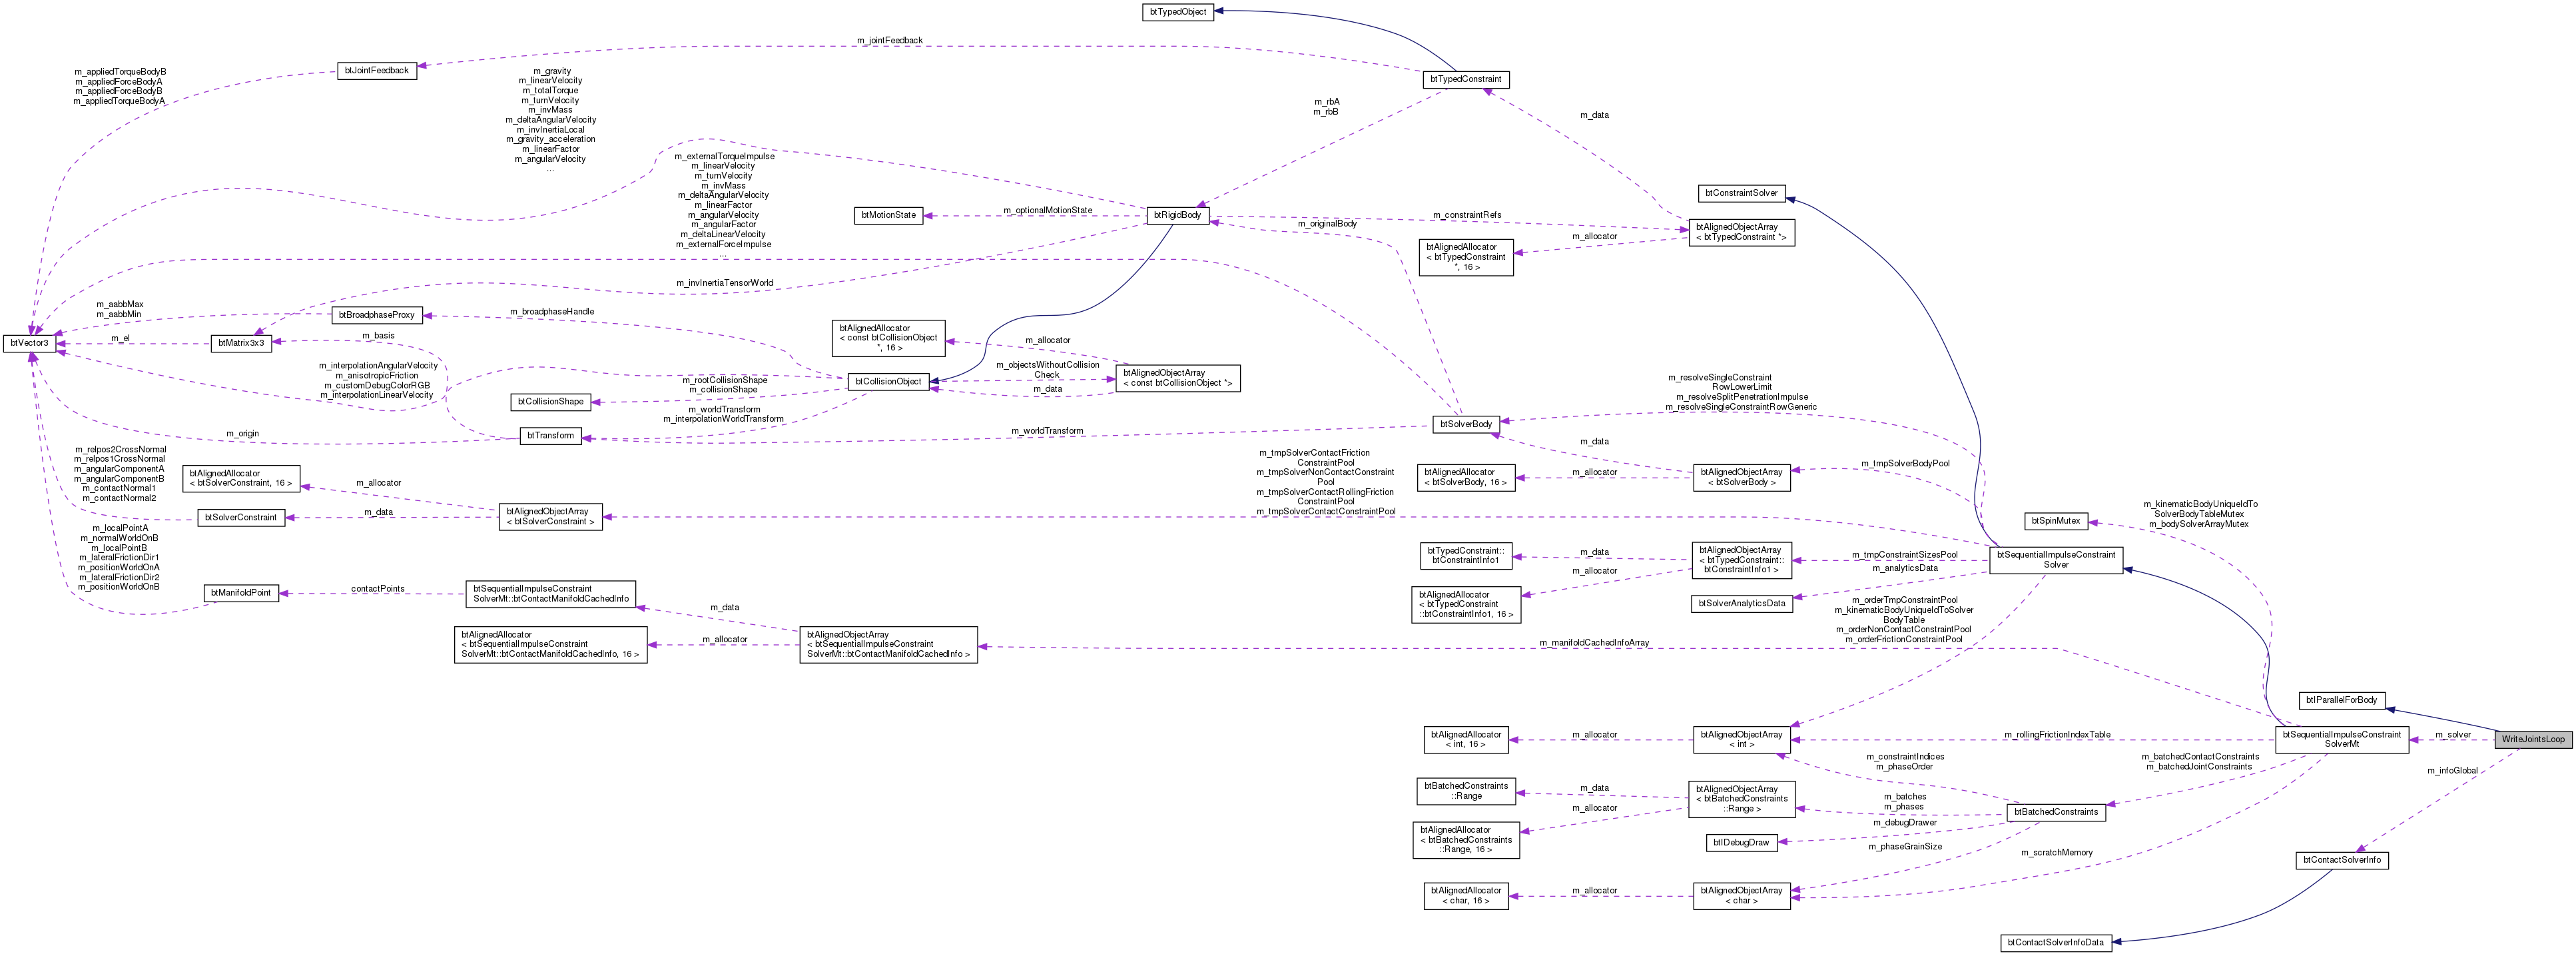 btTypedObject
m_jointFeedback
btJointFeedback
btTypedConstraint
m_appliedTorqueBodyB
m_appliedForceBodyA
m_appliedForceBodyB
m_appliedTorqueBodyA
m_gravity
m_linearVelocity
m_totalTorque
m_turnVelocity
m_invMass
m_deltaAngularVelocity
m_invInertiaLocal
m_gravity_acceleration
m_linearFactor
m_angularVelocity
...
m_rbA
m_rbB
m_data
m_externalTorqueImpulse
m_linearVelocity
m_turnVelocity
m_invMass
m_deltaAngularVelocity
m_linearFactor
m_angularVelocity
m_angularFactor
m_deltaLinearVelocity
m_externalForceImpulse
...
btConstraintSolver
btMotionState
m_optionalMotionState
btRigidBody
m_originalBody
m_constraintRefs
btAlignedObjectArray
< btTypedConstraint *>
m_allocator
btAlignedAllocator
< btTypedConstraint
*, 16 >
m_invInertiaTensorWorld
m_aabbMax
m_aabbMin
btBroadphaseProxy
m_broadphaseHandle
btVector3
m_el
btMatrix3x3
m_basis
btAlignedAllocator
< const btCollisionObject
*, 16 >
m_allocator
m_interpolationAngularVelocity
m_anisotropicFriction
m_customDebugColorRGB
m_interpolationLinearVelocity
btCollisionShape
m_rootCollisionShape
m_collisionShape
btCollisionObject
m_objectsWithoutCollision
Check
m_data
btAlignedObjectArray
< const btCollisionObject *>
m_worldTransform
m_interpolationWorldTransform
m_resolveSingleConstraint
RowLowerLimit
m_resolveSplitPenetrationImpulse
m_resolveSingleConstraintRowGeneric
m_origin
btTransform
m_worldTransform
btSolverBody
m_data
m_relpos2CrossNormal
m_relpos1CrossNormal
m_angularComponentA
m_angularComponentB
m_contactNormal1
m_contactNormal2
btAlignedAllocator
< btSolverConstraint, 16 >
m_allocator
btSolverConstraint
m_data
btAlignedObjectArray
< btSolverConstraint >
m_tmpSolverContactFriction
ConstraintPool
m_tmpSolverNonContactConstraint
Pool
m_tmpSolverContactRollingFriction
ConstraintPool
m_tmpSolverContactConstraintPool
btAlignedAllocator
< btSolverBody, 16 >
m_allocator
btAlignedObjectArray
< btSolverBody >
m_tmpSolverBodyPool
btSpinMutex
m_kinematicBodyUniqueIdTo
SolverBodyTableMutex
m_bodySolverArrayMutex
m_localPointA
m_normalWorldOnB
m_localPointB
m_lateralFrictionDir1
m_positionWorldOnA
m_lateralFrictionDir2
m_positionWorldOnB
btTypedConstraint::
btConstraintInfo1
m_data
btAlignedObjectArray
< btTypedConstraint::
btConstraintInfo1 >
m_tmpConstraintSizesPool
btSequentialImpulseConstraint
Solver
m_allocator
m_analyticsData
btAlignedAllocator
< btTypedConstraint
::btConstraintInfo1, 16 >
btSolverAnalyticsData
btManifoldPoint
contactPoints
btSequentialImpulseConstraint
SolverMt::btContactManifoldCachedInfo
m_data
btAlignedAllocator
< btSequentialImpulseConstraint
SolverMt::btContactManifoldCachedInfo, 16 >
m_allocator
btAlignedObjectArray
< btSequentialImpulseConstraint
SolverMt::btContactManifoldCachedInfo >
m_manifoldCachedInfoArray
m_orderTmpConstraintPool
m_kinematicBodyUniqueIdToSolver
BodyTable
m_orderNonContactConstraintPool
m_orderFrictionConstraintPool
btIParallelForBody
btAlignedAllocator
< int, 16 >
m_allocator
btAlignedObjectArray
< int >
m_rollingFrictionIndexTable
btSequentialImpulseConstraint
SolverMt
m_solver
WriteJointsLoop
m_constraintIndices
m_phaseOrder
m_batchedContactConstraints
m_batchedJointConstraints
m_infoGlobal
btBatchedConstraints
::Range
m_data
btAlignedObjectArray
< btBatchedConstraints
::Range >
m_batches
m_phases
btBatchedConstraints
m_allocator
m_debugDrawer
btAlignedAllocator
< btBatchedConstraints
::Range, 16 >
btIDebugDraw
m_phaseGrainSize
m_scratchMemory
btContactSolverInfo
btAlignedAllocator
< char, 16 >
m_allocator
btAlignedObjectArray
< char >
btContactSolverInfoData